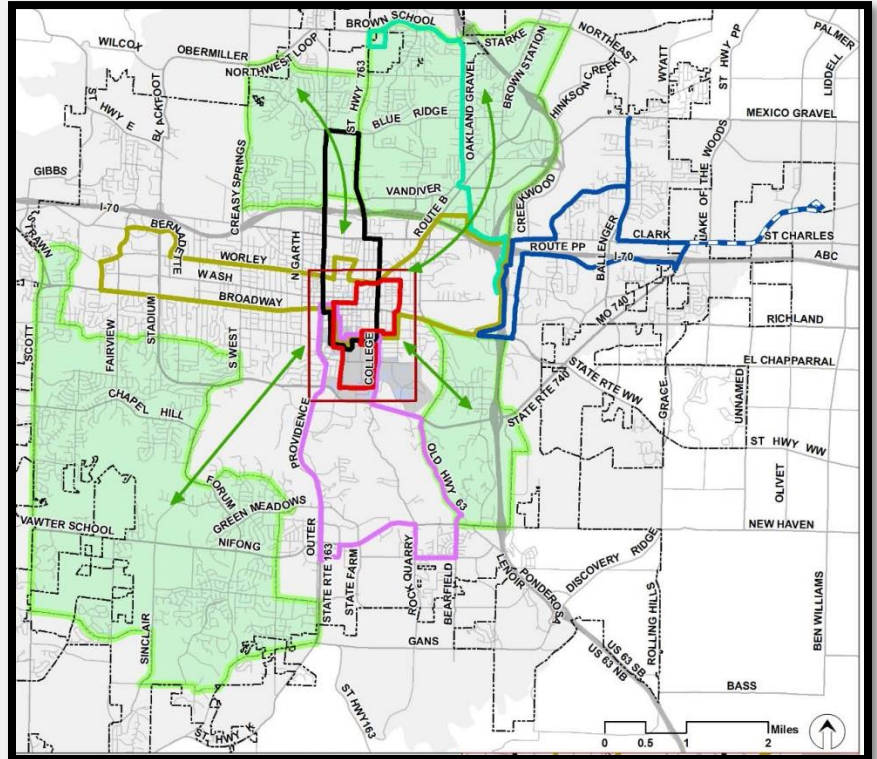 BROWN SCHOOL
PALMER
WILCOX
OBERMILLER
NORTHWEST LOOP
STARKE
NORTHEAST
LIDDELL
ST HWY PP
WYATT
BROWN STATION
HINKSON CREEK
ST HWY E
BLACKFOOT
ST HWY 763
BLUE RIDGE
OAKLAND GRAVEL
MEXICO GRAVEL
GIBBS
CREASY SPRINGS
VANDIVER
CREEKWOOD
LAKE OF THE WOODS
I-70
ROUTE B
STRAWN
BERNADETTE
N GARTH
WORLEY
CLARK
ST CHARLES
ROUTE PP
I-70
ABC
BALLENGER
WASH
BROADWAY
MO 740
RICHLAND
SCOTT
FAIRVIEW
STADIUM
S WEST
COLLEGE
EL CHAPPARRAL
STATE RTE WW
STATE RTE 740
GRACE
UNNAMED
CHAPEL HILL
PROVIDENCE
ST HWY WW
OLD HWY 63
OLIVET
FORUM
GREEN MEADOWS
VAWTER SCHOOL
NIFONG
OUTER
NEW HAVEN
STATE RTE 163
STATE FARM
ROCK QUARRY
BEARFIELD
LENOIR
PONDEROSA
DISCOVERY RIDGE
ROLLING HILLS
BEN WILLIAMS
SINCLAIR
GANS
US 63 SB
US 63 NB
BASS
ST HWY163
ST HWY K
Miles
0 0.5 1 2